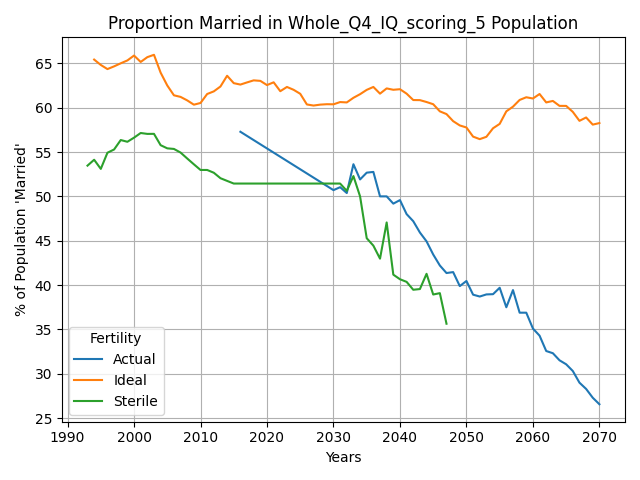 Proportion Married in Whole_Q4_IQ_scoring_5 Population
% of Population 'Married'
65
60
55
50
45
40
35
30
25
Fertility
Actual
Ideal
Sterile
1990 2000 2010 2020 2030 2040 2050 2060 2070
Years